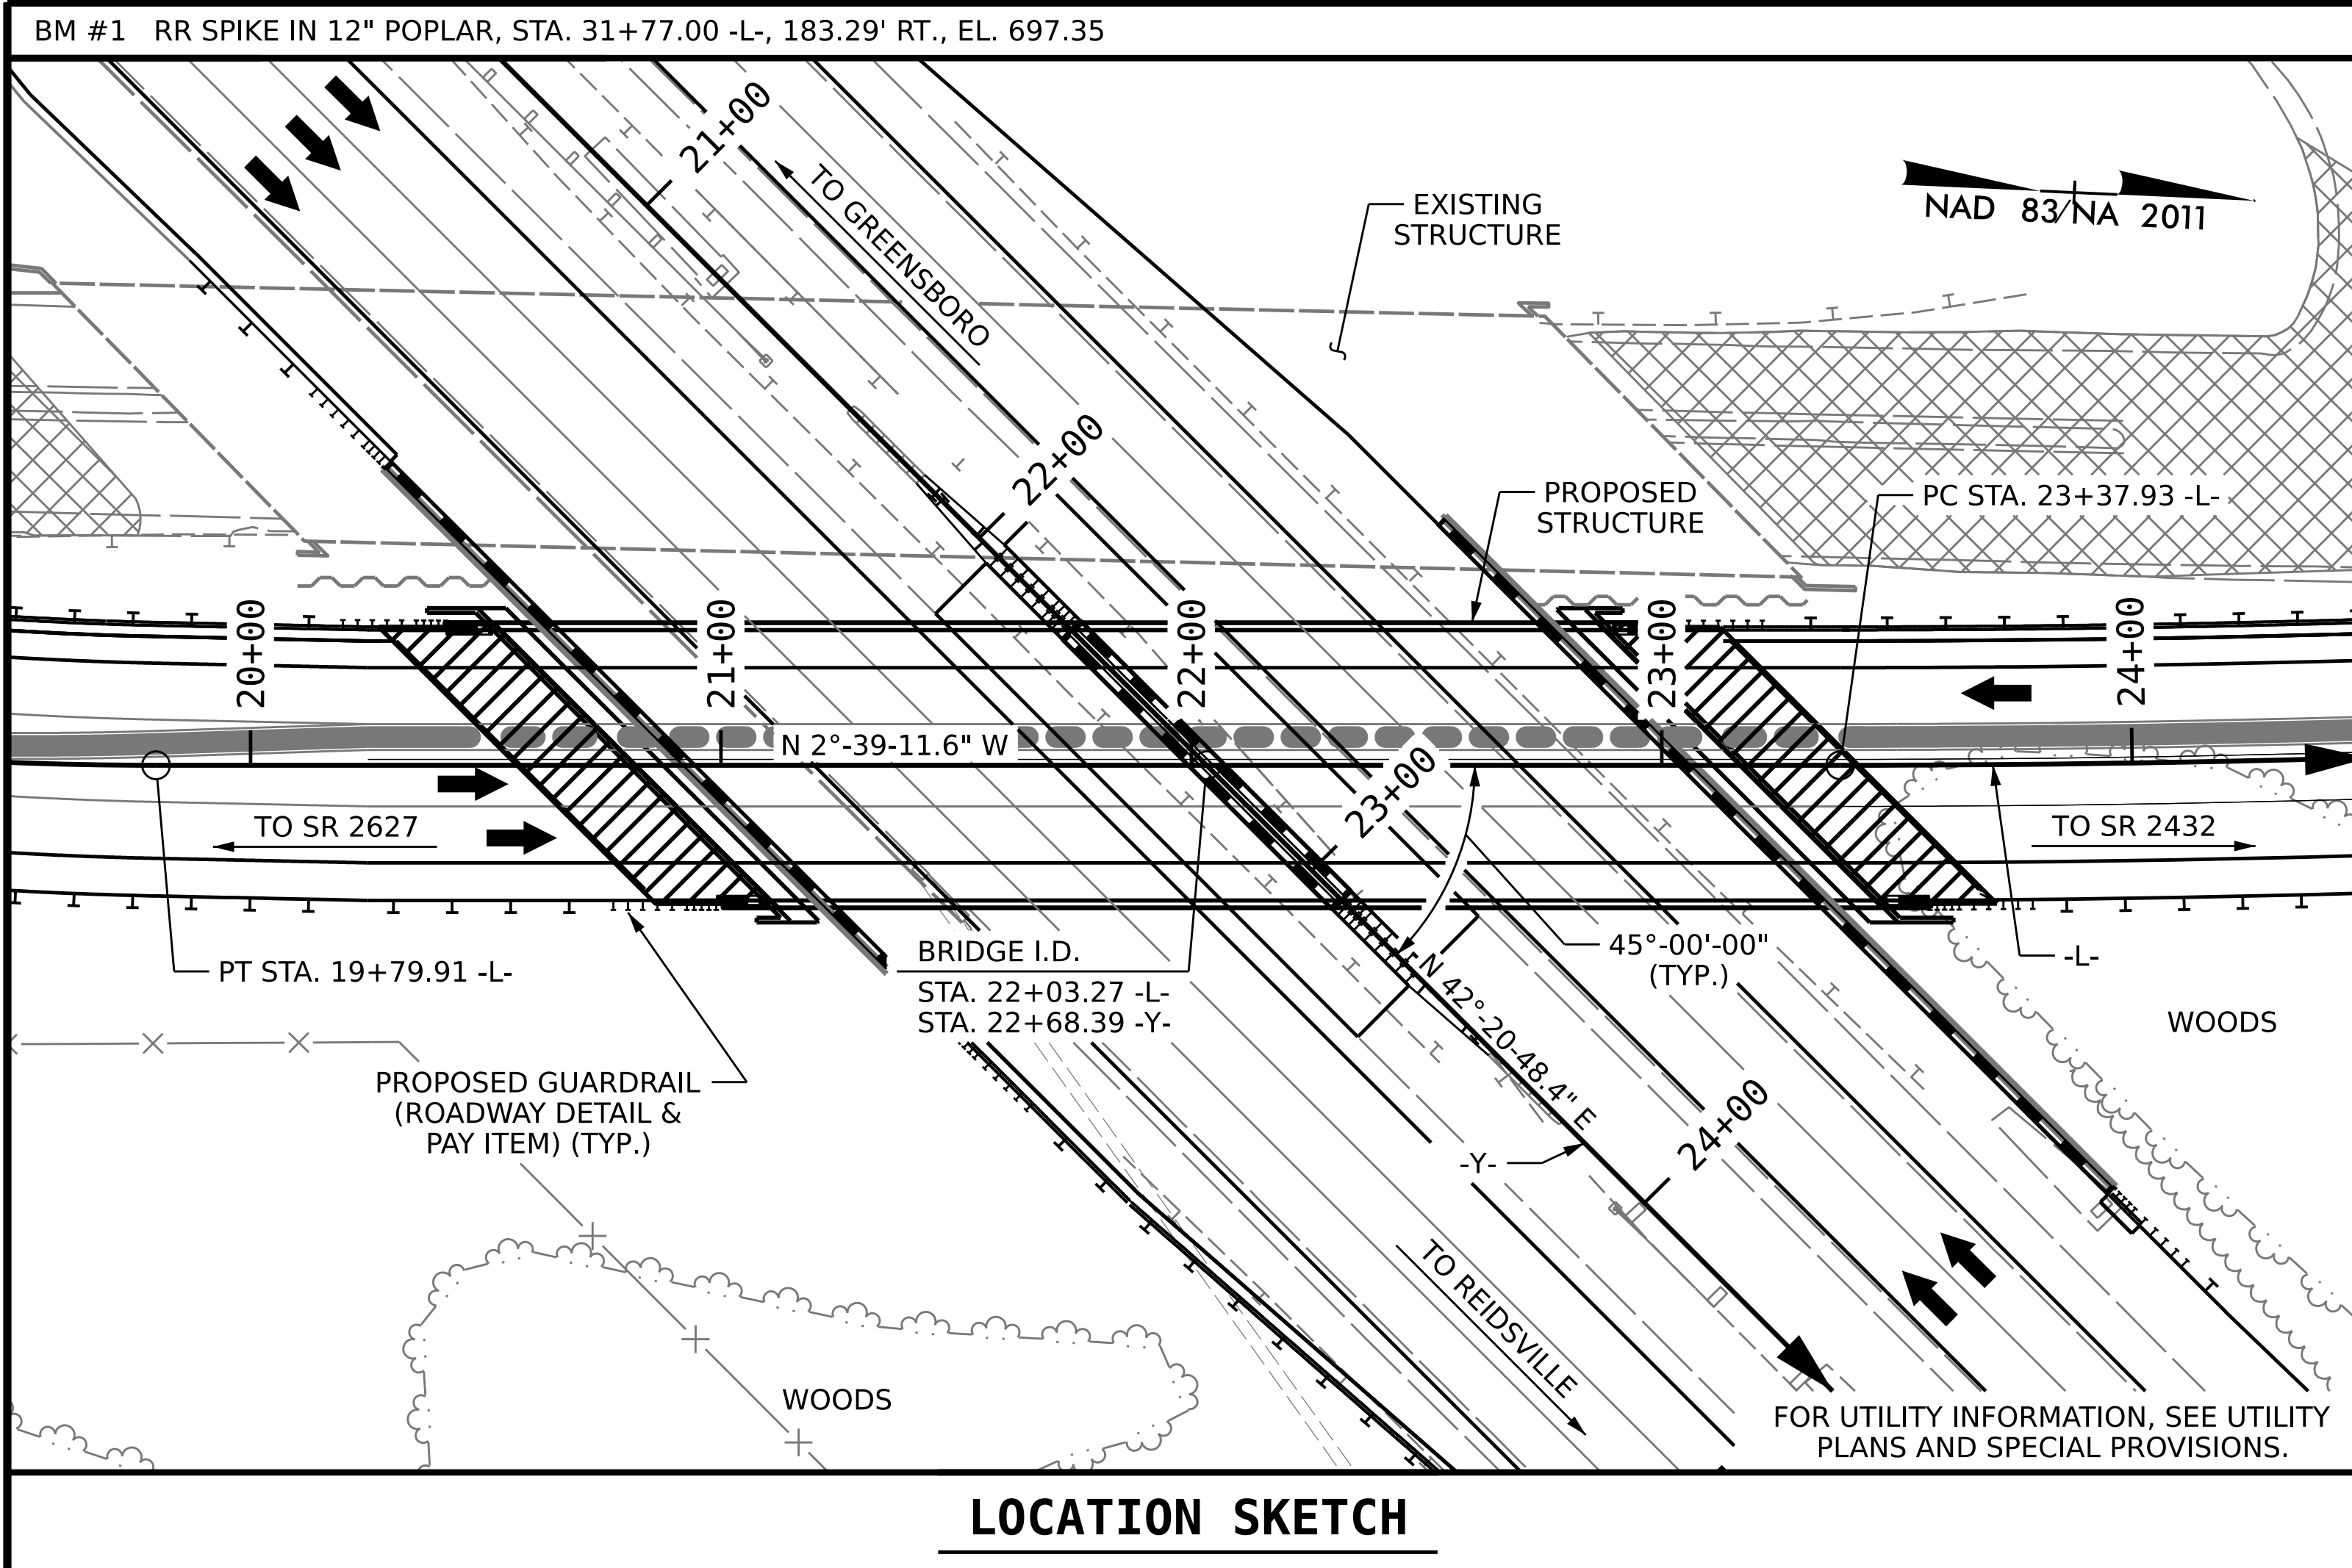 BM #1 RR SPIKE IN 12" POPLAR, STA. 31+77.00 -L-, 183.29' RT., EL. 697.35
21+00
TO GREENSBORO
EXISTING
STRUCTURE
NAD 83/NA 2011
22+00
PROPOSED
STRUCTURE
PC STA. 23+37.93 -L-
20+00
21+00
22+00
23+00
24+00
N 2°-39-11.6" W
23+00
TO SR 2627
TO SR 2432
PT STA. 19+79.91 -L-
BRIDGE I.D.
STA. 22+03.27 -L-
STA. 22+68.39 -Y-
45°-00'-00"
(TYP.)
-L-
N 42°-20-48.4" E
WOODS
PROPOSED GUARDRAIL
(ROADWAY DETAIL &
PAY ITEM) (TYP.)
24+00
-Y-
TO REIDSVILLE
WOODS
FOR UTILITY INFORMATION, SEE UTILITY
PLANS AND SPECIAL PROVISIONS.
LOCATION SKETCH